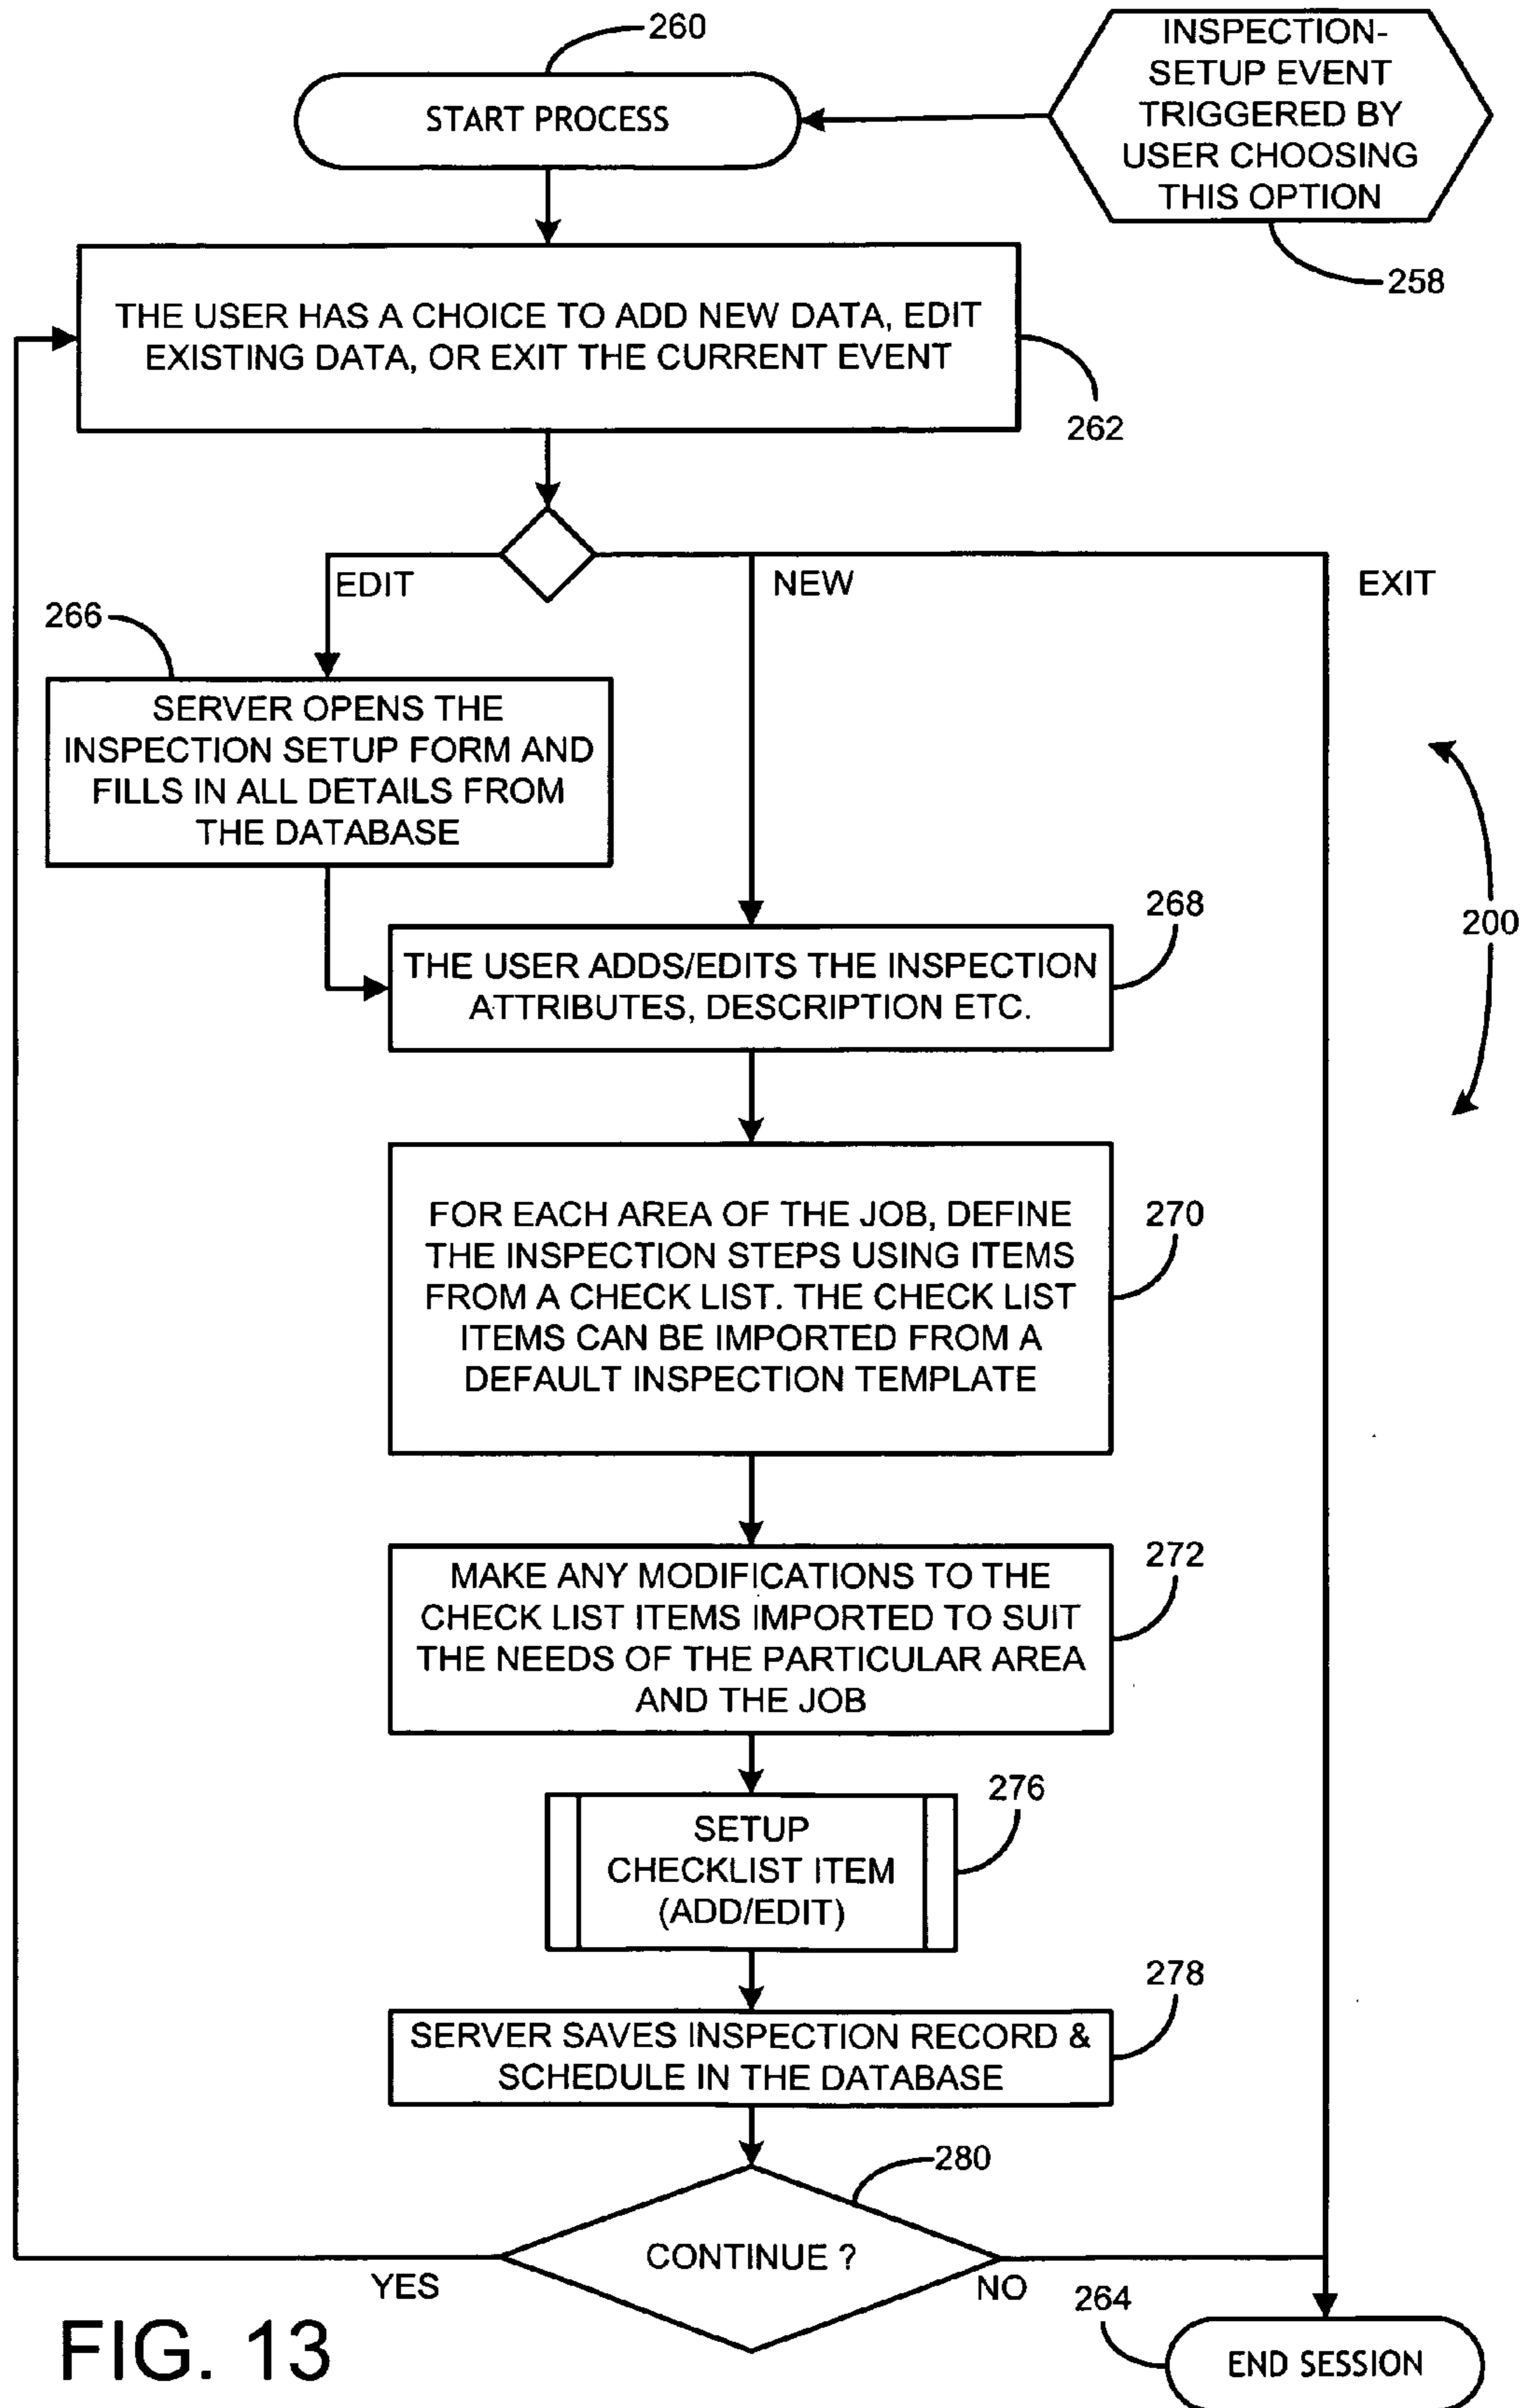 260
START PROCESS
INSPECTION-
SETUP EVENT
TRIGGERED BY
USER CHOOSING
THIS OPTION
258
THE USER HAS A CHOICE TO ADD NEW DATA, EDIT
EXISTING DATA, OR EXIT THE CURRENT EVENT
262
EDIT
NEW
EXIT
266
SERVER OPENS THE
INSPECTION SETUP FORM AND
FILLS IN ALL DETAILS FROM
THE DATABASE
200
268
THE USER ADDS/EDITS THE INSPECTION
ATTRIBUTES, DESCRIPTION ETC.
270
FOR EACH AREA OF THE JOB, DEFINE
THE INSPECTION STEPS USING ITEMS
FROM A CHECK LIST. THE CHECK LIST
ITEMS CAN BE IMPORTED FROM A
DEFAULT INSPECTION TEMPLATE
272
MAKE ANY MODIFICATIONS TO THE
CHECK LIST ITEMS IMPORTED TO SUIT
THE NEEDS OF THE PARTICULAR AREA
AND THE JOB
276
SETUP
CHECKLIST ITEM
(ADD/EDIT)
278
SERVER SAVES INSPECTION RECORD &
SCHEDULE IN THE DATABASE
280
CONTINUE ?
YES
NO
264
END SESSION
FIG. 13